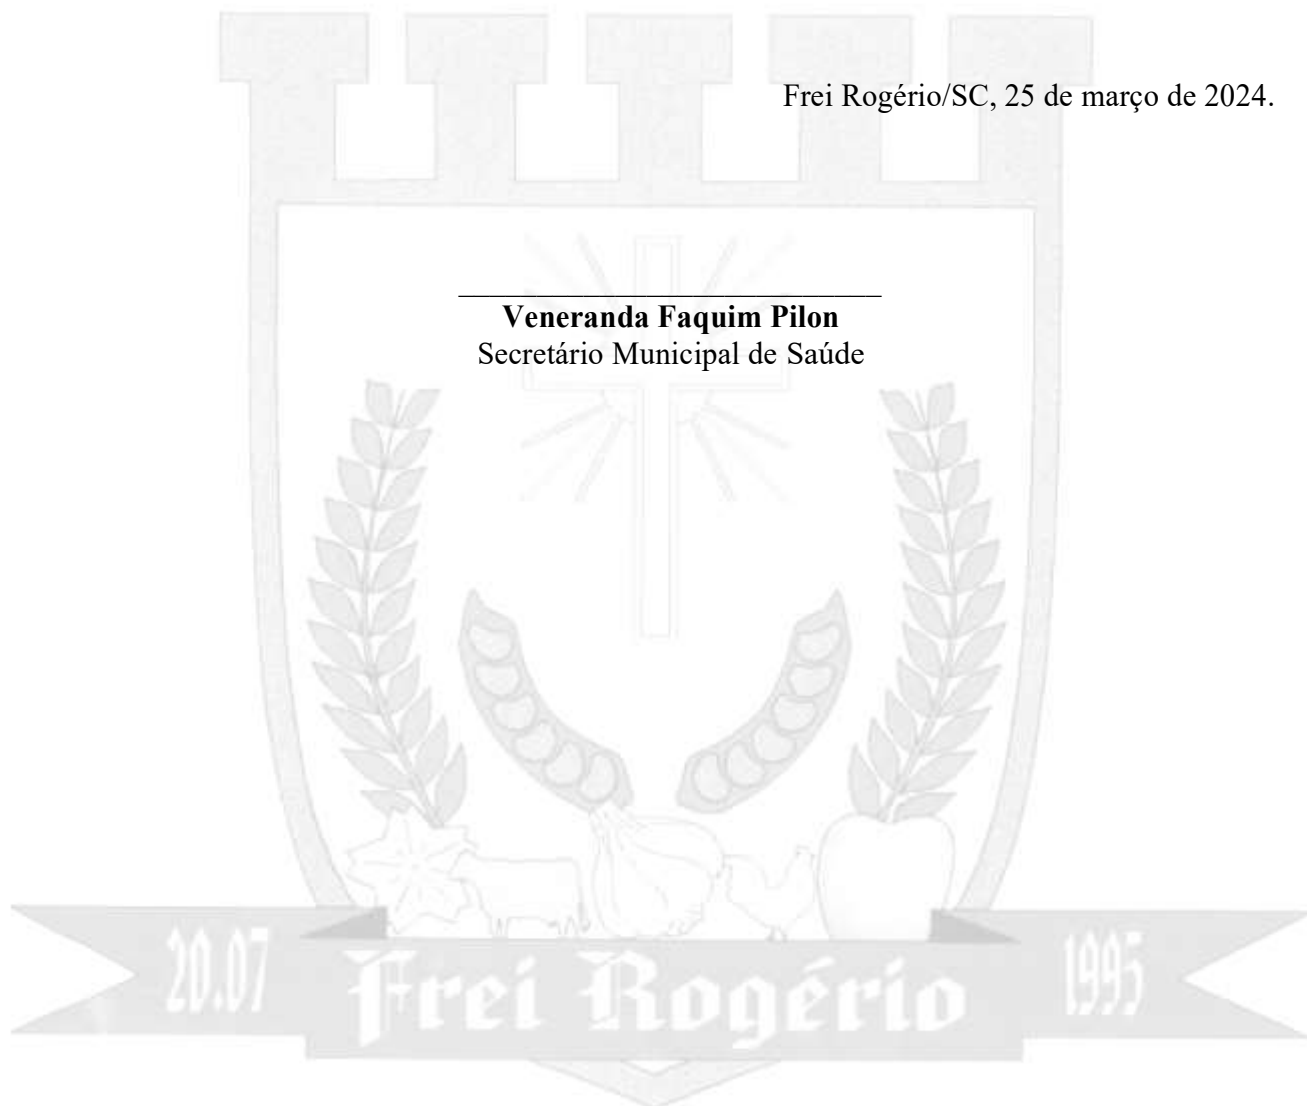 Frei Rogério/SC, 25 de março de 2024.
Veneranda Faquim Pilon
Secretário Municipal de Saúde
20.07
Frei Rogério
1995